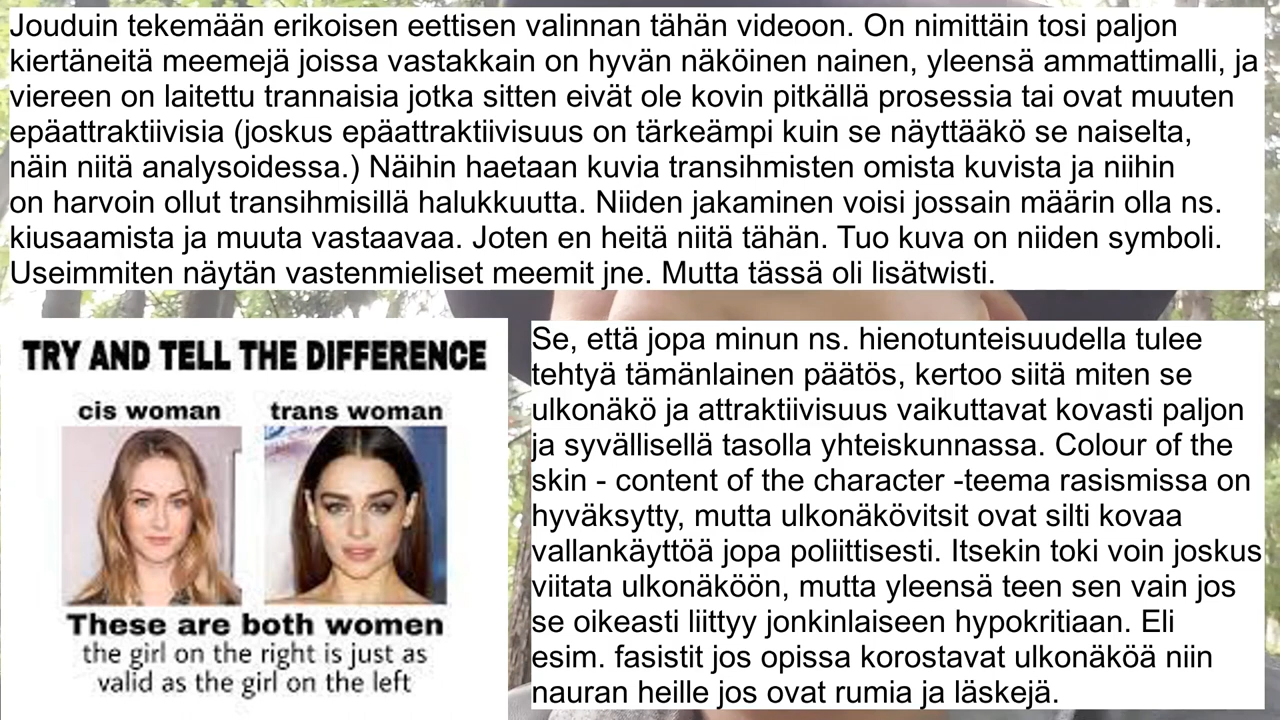 Jouduin tekemään erikoisen eettisen valinnan tähän videoon. On nimittäin tosi paljon
kiertäneitä meemejä joissa vastakkain on hyvän näköinen nainen, yleensä ammattimalli, ja
viereen on laitettu trannaisia jotka sitten eivät ole kovin pitkällä prosessia tai ovat muuten
epäattraktiivisia (joskus epäattraktiivisuus on tärkeämpi kuin se näyttääkö se naiselta,
näin niitä analysoidessa.) Näihin haetaan kuvia transihmisten omista kuvista ja niihin
on harvoin ollut transihmisillä halukkuutta. Niiden jakaminen voisi jossain määrin olla ns.
kiusaamista ja muuta vastaavaa. Joten en heitä niitä tähän. Tuo kuva on niiden symboli.
Useimmiten näytän vastenmieliset meemit jne. Mutta tässä oli lisätwisti.
TRY AND TELL THE DIFFERENCE
cis woman trans woman
These are both women
the girl on the right is just as
valid as the girl on the left
Se, että jopa minun ns. hienotunteisuudella tulee
tehtyä tämänlainen päätös, kertoo siitä miten se
ulkonäkö ja attraktiivisuus vaikuttavat kovasti paljon
ja syvällisellä tasolla yhteiskunnassa. Colour of the
skin - content of the character -teema rasismissa on
hyväksytty, mutta ulkonäkövitsit ovat silti kovaa
vallankäyttöä jopa poliittisesti. Itsekin toki voin joskus
viitata ulkonäköön, mutta yleensä teen sen vain jos
se oikeasti liittyy jonkinlaiseen hypokritiaan. Eli
esim. fasistit jos opissa korostavat ulkonäköä niin
nauran heille jos ovat rumia ja läskejä.